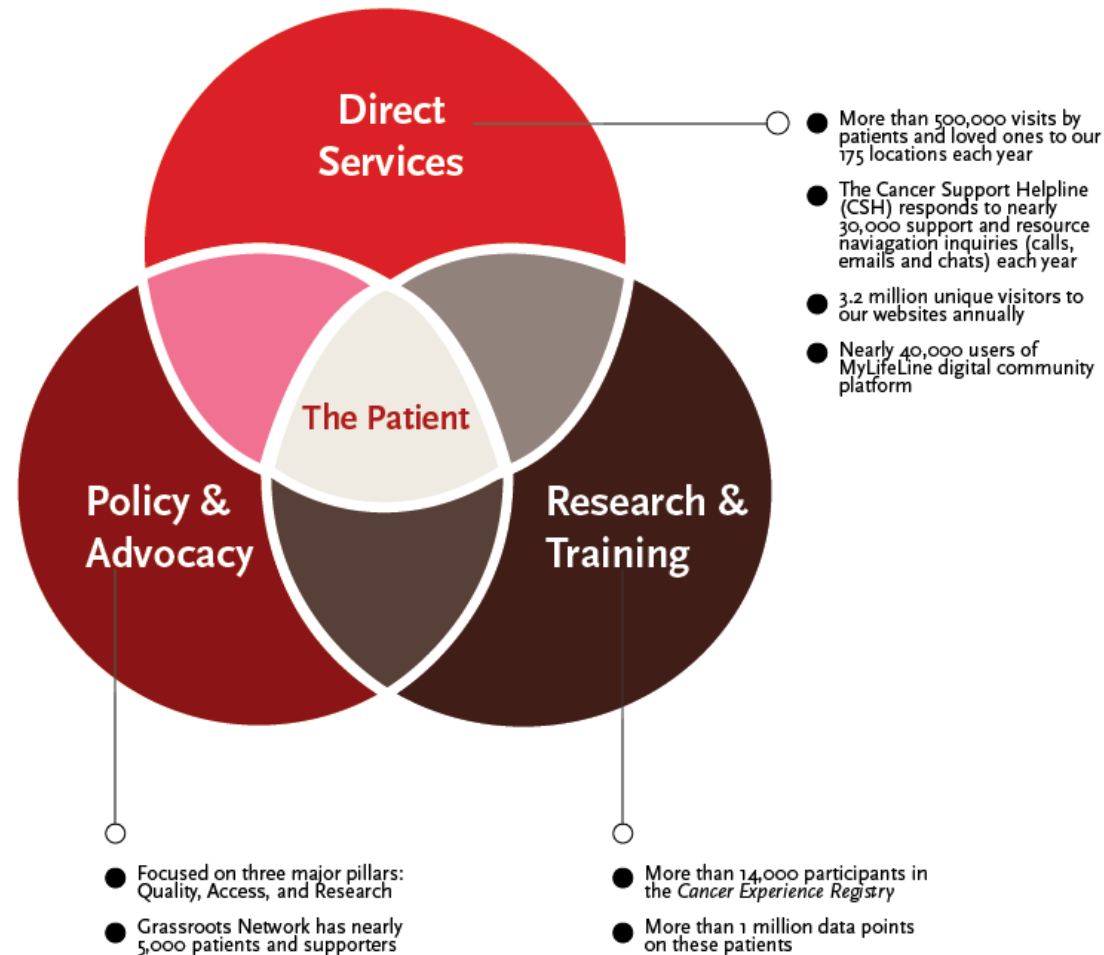 Direct
Services
More than 500,000 visits by
patients and loved ones to our
175 locations each year
The Cancer Support Helpline
(CSH) responds to nearly
30,000 support and resource
naviagation inquiries (calls,
emails and chats) each year
3.2 million unique visitors to
our websites annually
Nearly 40,000 users of
MyLifeLine digital community
platform
The Patient
Policy &
Advocacy
Research &
Training
Focused on three major pillars:
Quality, Access, and Research
Grassroots Network has nearly
5,000 patients and supporters
More than 14,000 participants in
the Cancer Experience Registry
More than 1 million data points
on these patients